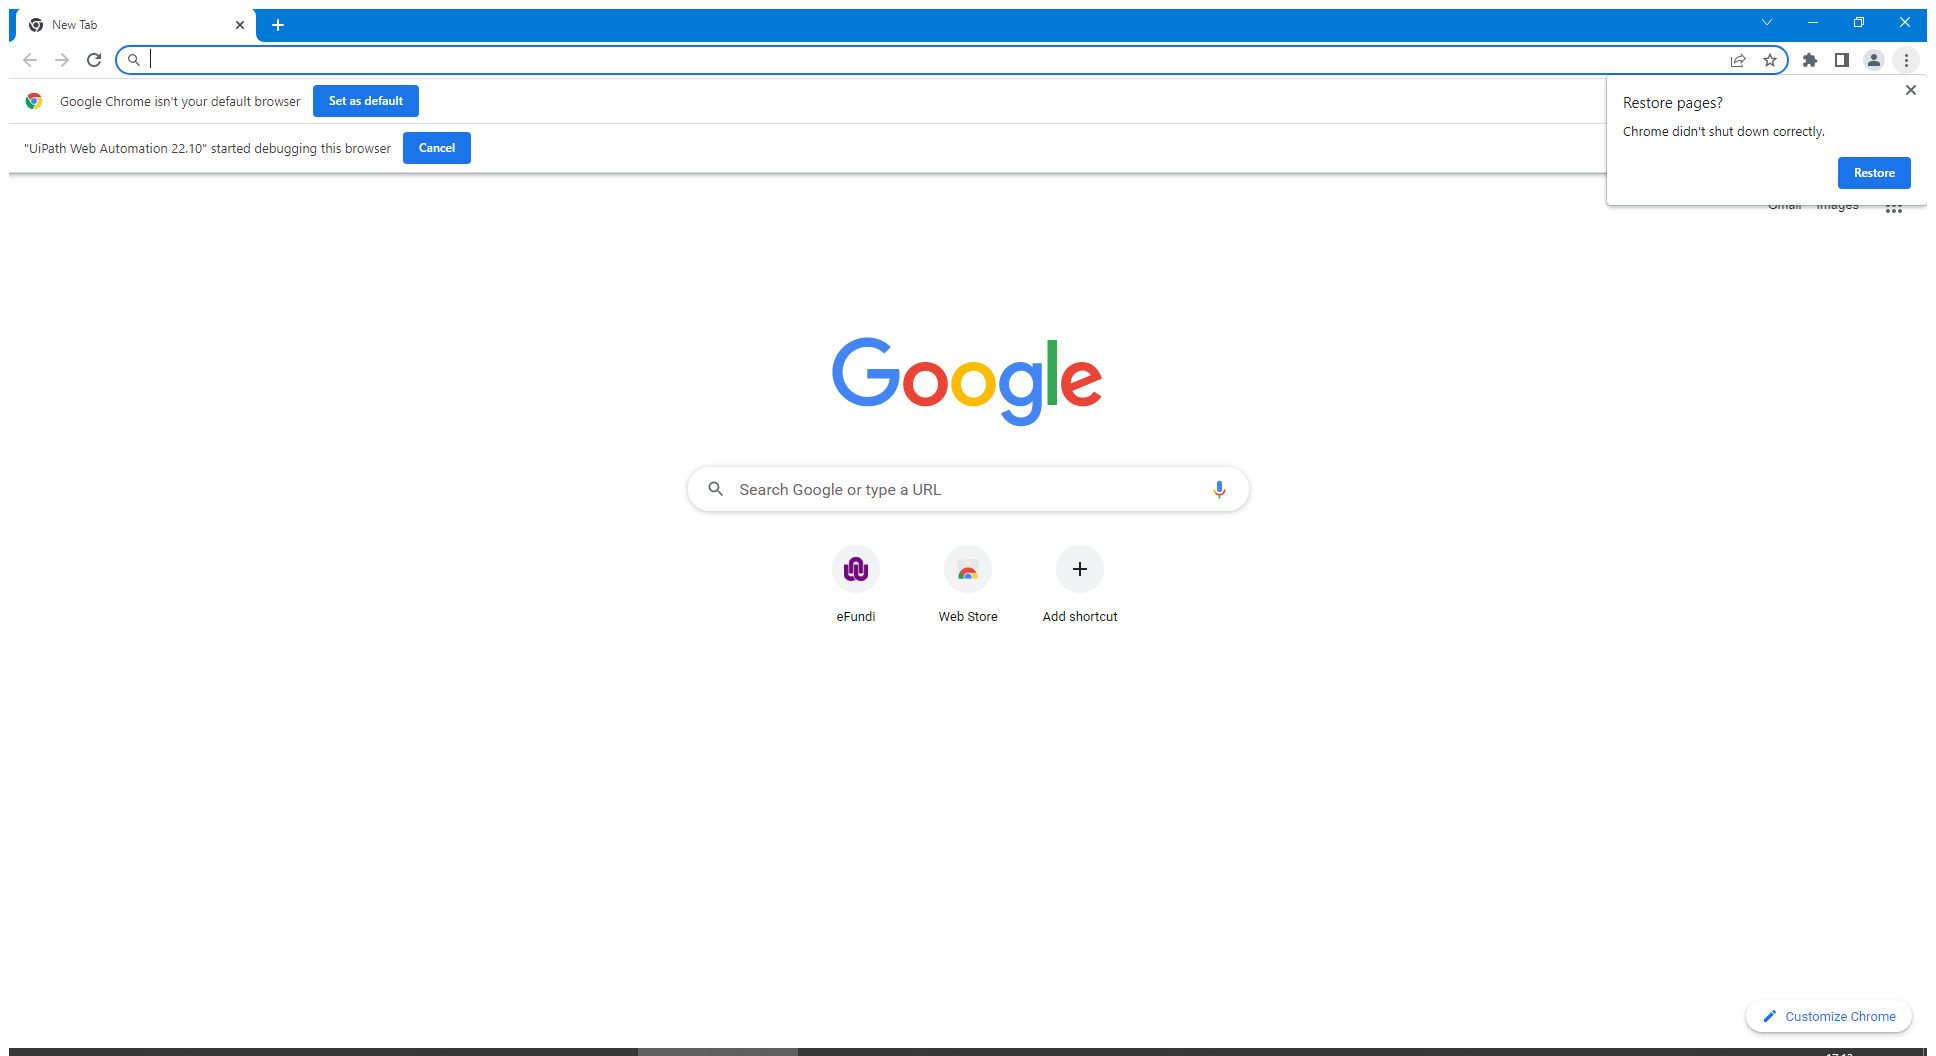 New Tab
Google Chrome isn't your default browser Set as default
Restore pages?
Chrome didn't shut down correctly.
"UiPath Web Automation 22.10" started debugging this browser Cancel
Restore
Gmail Images
Google
Search Google or type a URL
eFundi Web Store Add shortcut
Customize Chrome